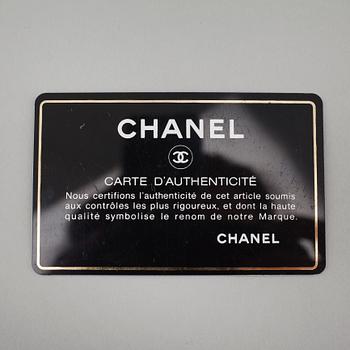 CHANEL
CARTE D'AUTHENTICITÉ
Nous certifions l'authenticité de cet article soumis
aux contrôles les plus rigoureux, et dont la haute
qualité symbolise le renom de notre Marque.
CHANEL